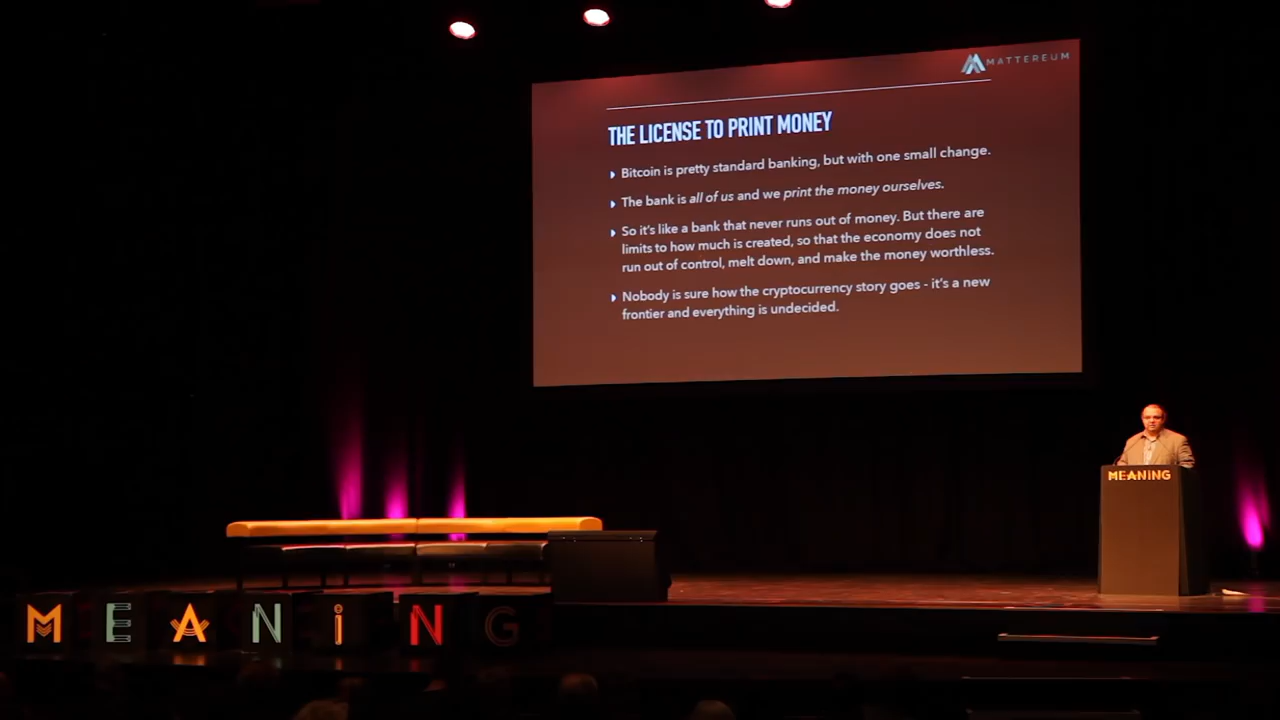 MATTEREUM
THE LICENSE TO PRINT MONEY
Bitcoin is pretty standard banking, but with one small change.
The bank is all of us and we print the money ourselves.
So it's like a bank that never runs out of money. But there are
limits to how much is created, so that the economy does not
run out of control, melt down, and make the money worthless.
Nobody is sure how the cryptocurrency story goes - it's a new
frontier and everything is undecided.
MEANING
MEANiNG